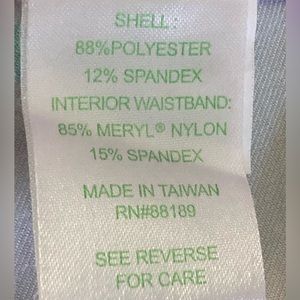 SHELL:
88%POLYESTER
12% SPANDEX
INTERIOR WAISTBAND:
85% MERYL® NYLON
15% SPANDEX
MADE IN TAIWAN
RN#88189
SEE REVERSE
FOR CARE